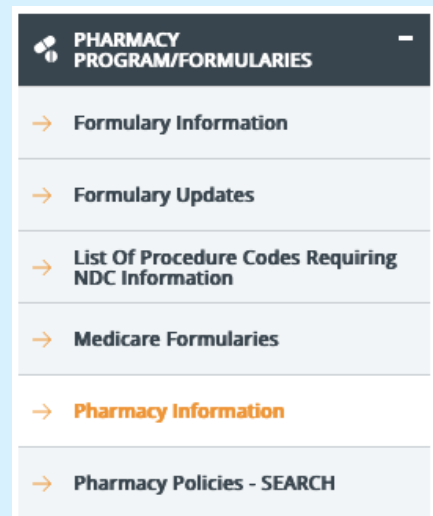 PHARMACY
PROGRAM/FORMULARIES
Formulary Information
Formulary Updates
List Of Procedure Codes Requiring
NDC Information
Medicare Formularies
Pharmacy Information
Pharmacy Policies - SEARCH